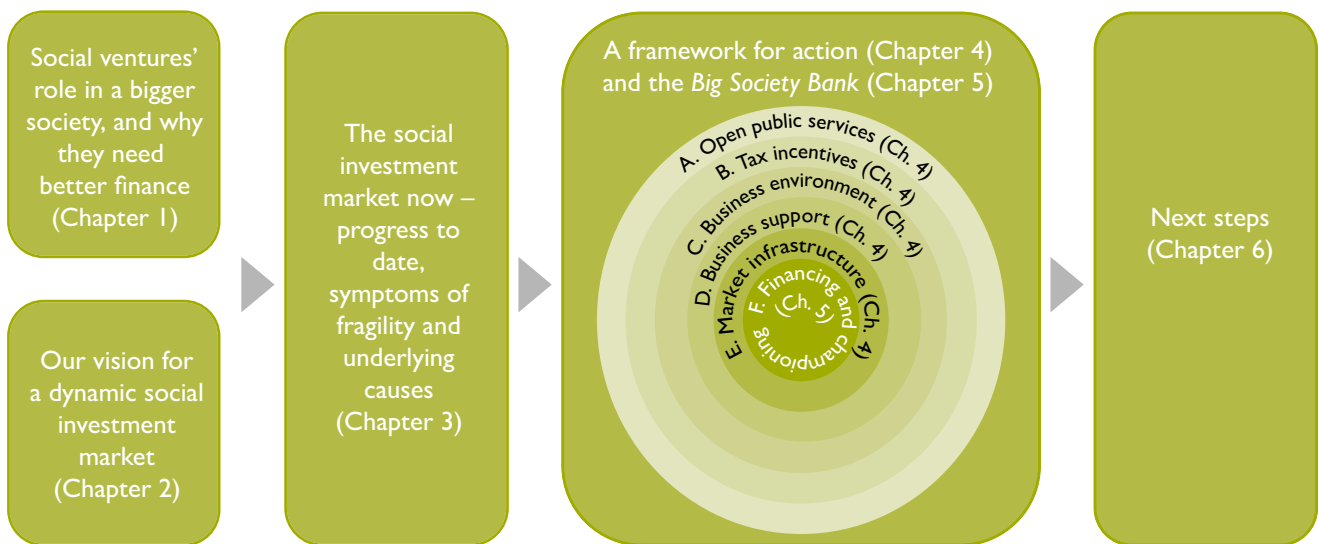 Social ventures’
role in a bigger
society, and why
they need
better finance
(Chapter 1)
Our vision for
a dynamic social
investment
market
(Chapter 2)
The social
investment
market now –
progress to
date,
symptoms of
fragility and
underlying
causes
(Chapter 3)
A framework for action (Chapter 4)
and the Big Society Bank (Chapter 5)
A. Open public services (Ch. 4)
B. Tax incentives (Ch. 4)
C. Business environment (Ch. 4)
D. Business support (Ch. 4)
E. Market infrastructure (Ch. 4)
F. Financing and championing
(Ch. 5)
Next steps
(Chapter 6)